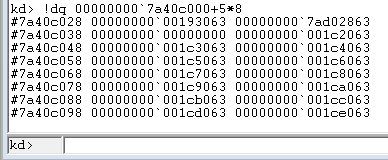 kd> !dq 00000000`7a40c000+5*8
#7a40c028 00000000`00193063 00000000`7ad02863
#7a40c038 00000000`00000000 00000000`001c2063
#7a40c048 00000000`001c3063 00000000`001c4063
#7a40c058 00000000`001c5063 00000000`001c6063
#7a40c068 00000000`001c7063 00000000`001c8063
#7a40c078 00000000`001c9063 00000000`001ca063
#7a40c088 00000000`001cb063 00000000`001cc063
#7a40c098 00000000`001cd063 00000000`001ce063
kd>